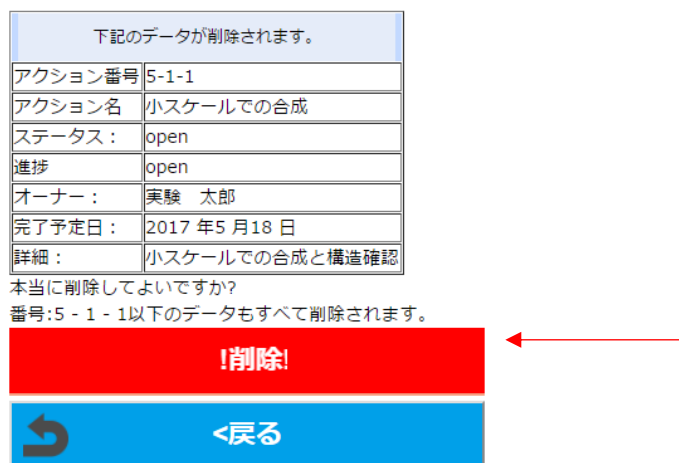 下記のデータが削除されます。
アクション番号 5-1-1
アクション名 小スケールでの合成
ステータス： open
進捗 open
オーナー： 実験　太郎
完了予定日： 2017 年5 月18 日
詳細： 小スケールでの合成と構造確認
本当に削除してよいですか?
番号:5 - 1 - 1以下のデータもすべて削除されます。
!削除!
<戻る